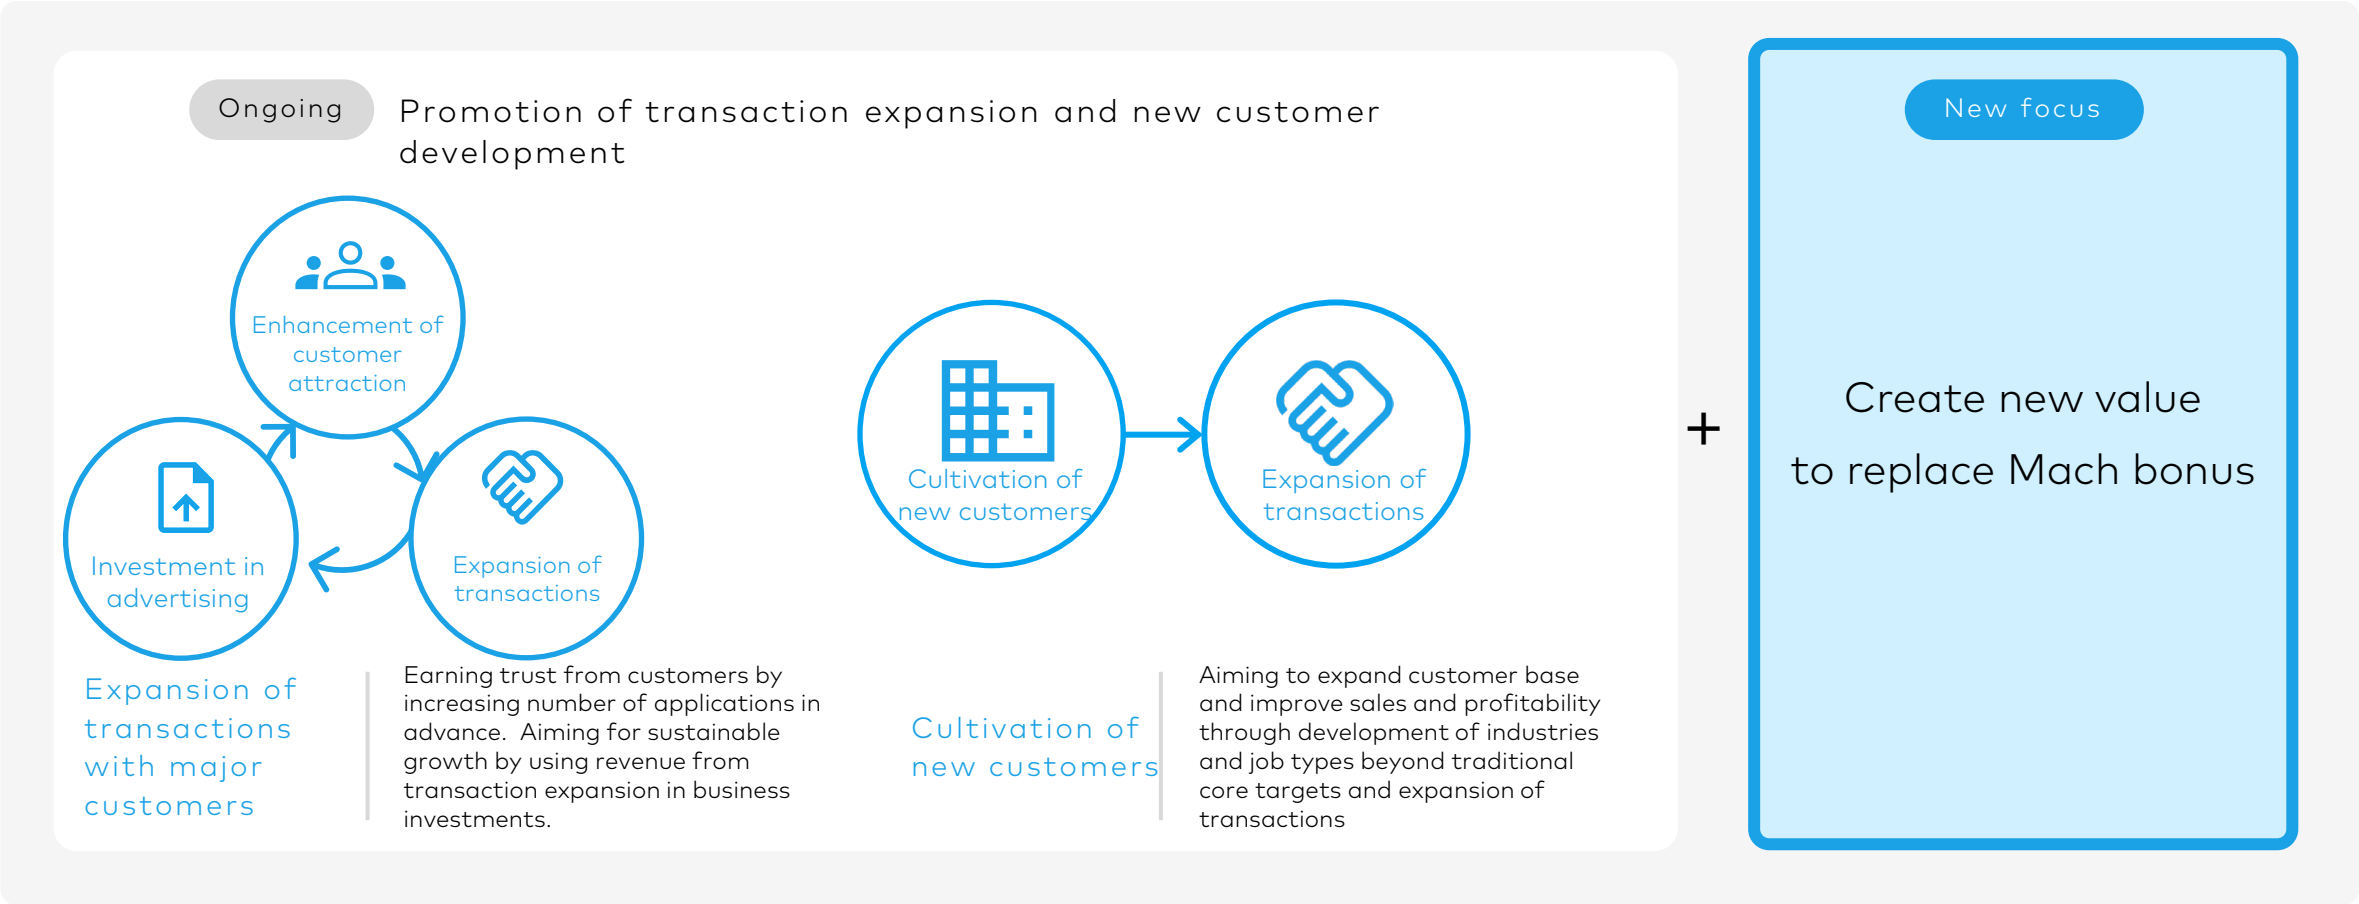 Ongoing
Promotion of transaction expansion and new customer
development
Enhancement of
customer
attraction
Investment in
advertising
Expansion of
transactions
Expansion of
transactions
with major
customers
Earning trust from customers by
increasing number of applications in
advance.  Aiming for sustainable
growth by using revenue from
transaction expansion in business
investments.
Cultivation of
new customers
Expansion of
transactions
Cultivation of
new customers
Aiming to expand customer base
and improve sales and profitability
through development of industries
and job types beyond traditional
core targets and expansion of
transactions
+
New focus
Create new value
to replace Mach bonus